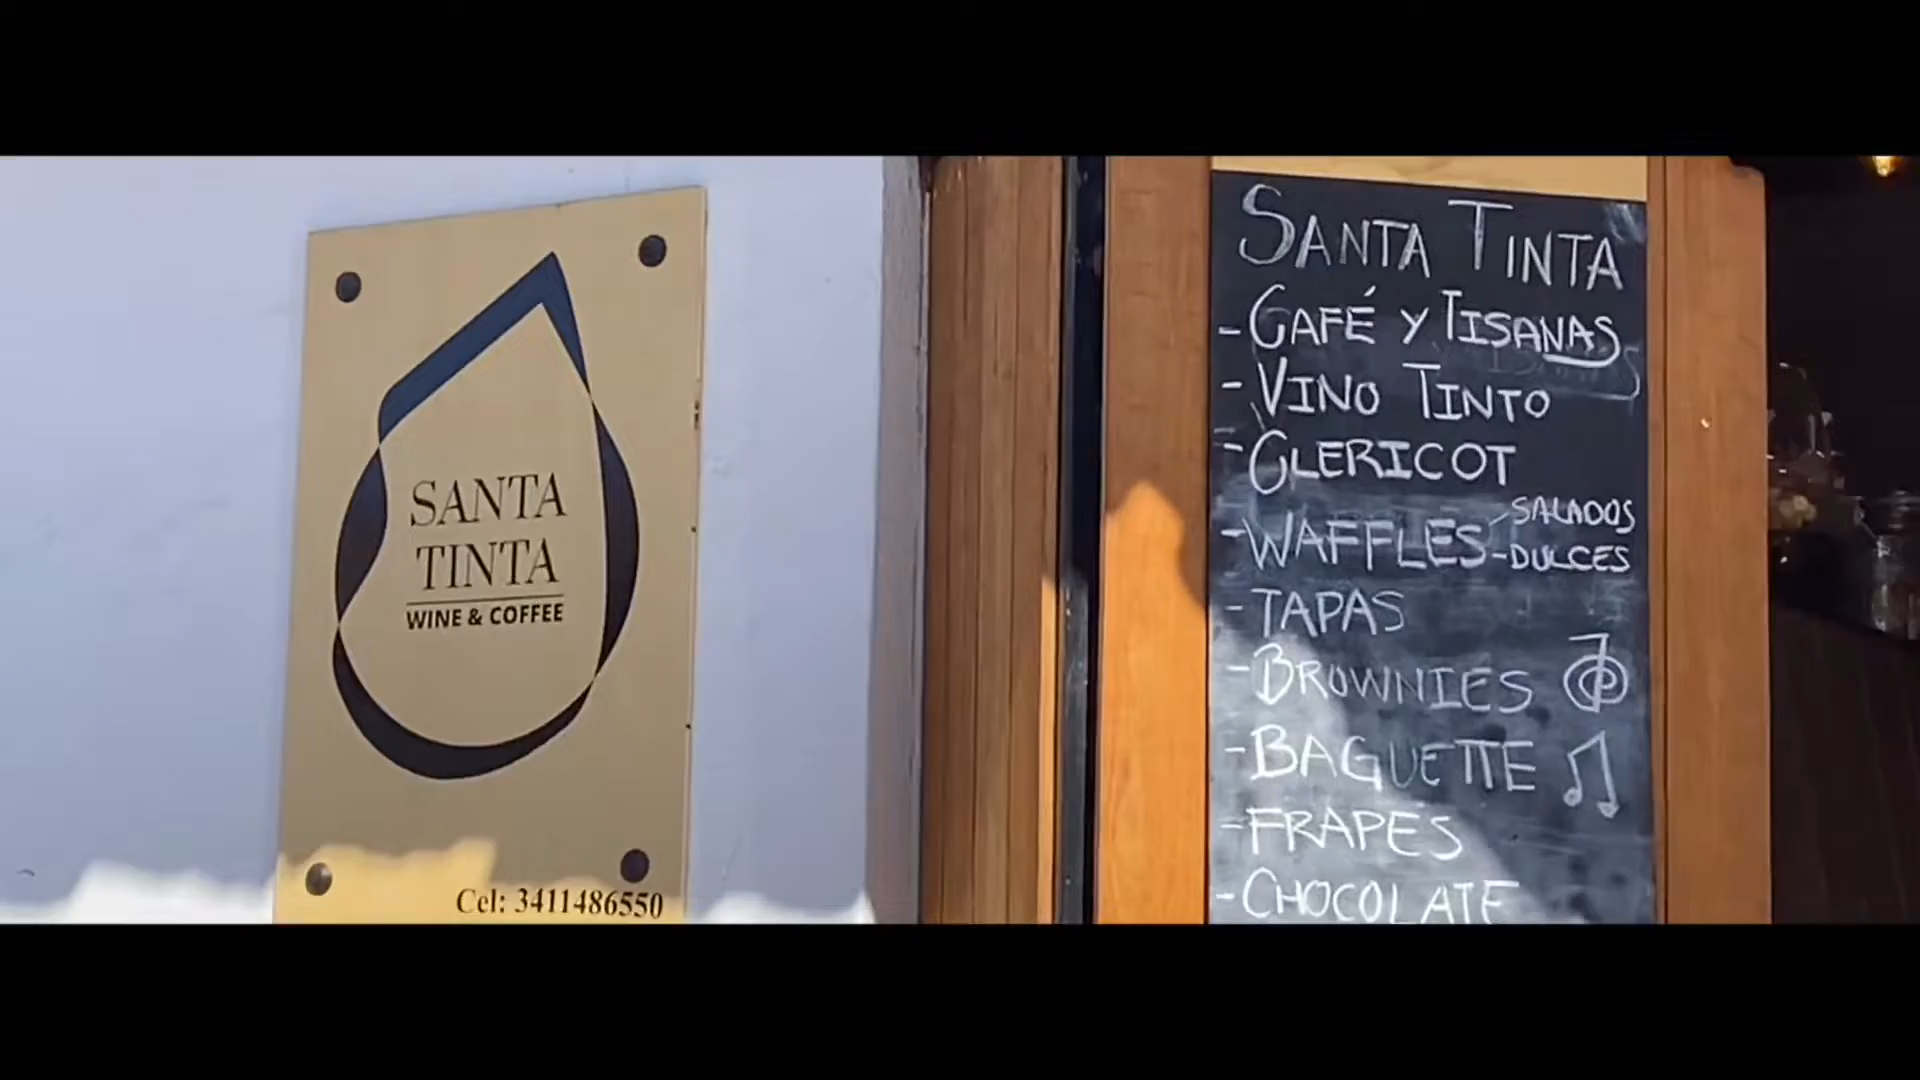 SANTA
TINTA
WINE & COFFEE
Cel: 3411486550
SANTA TINTA
- CAFÉ Y TISANAS
- VINO TINTO
- CLERICOT
- WAFFLES - SALADOS
- DULCES
- TAPAS
- BROWNIES
- BAGUETTE
- FRAPES
- CHOCOLATE